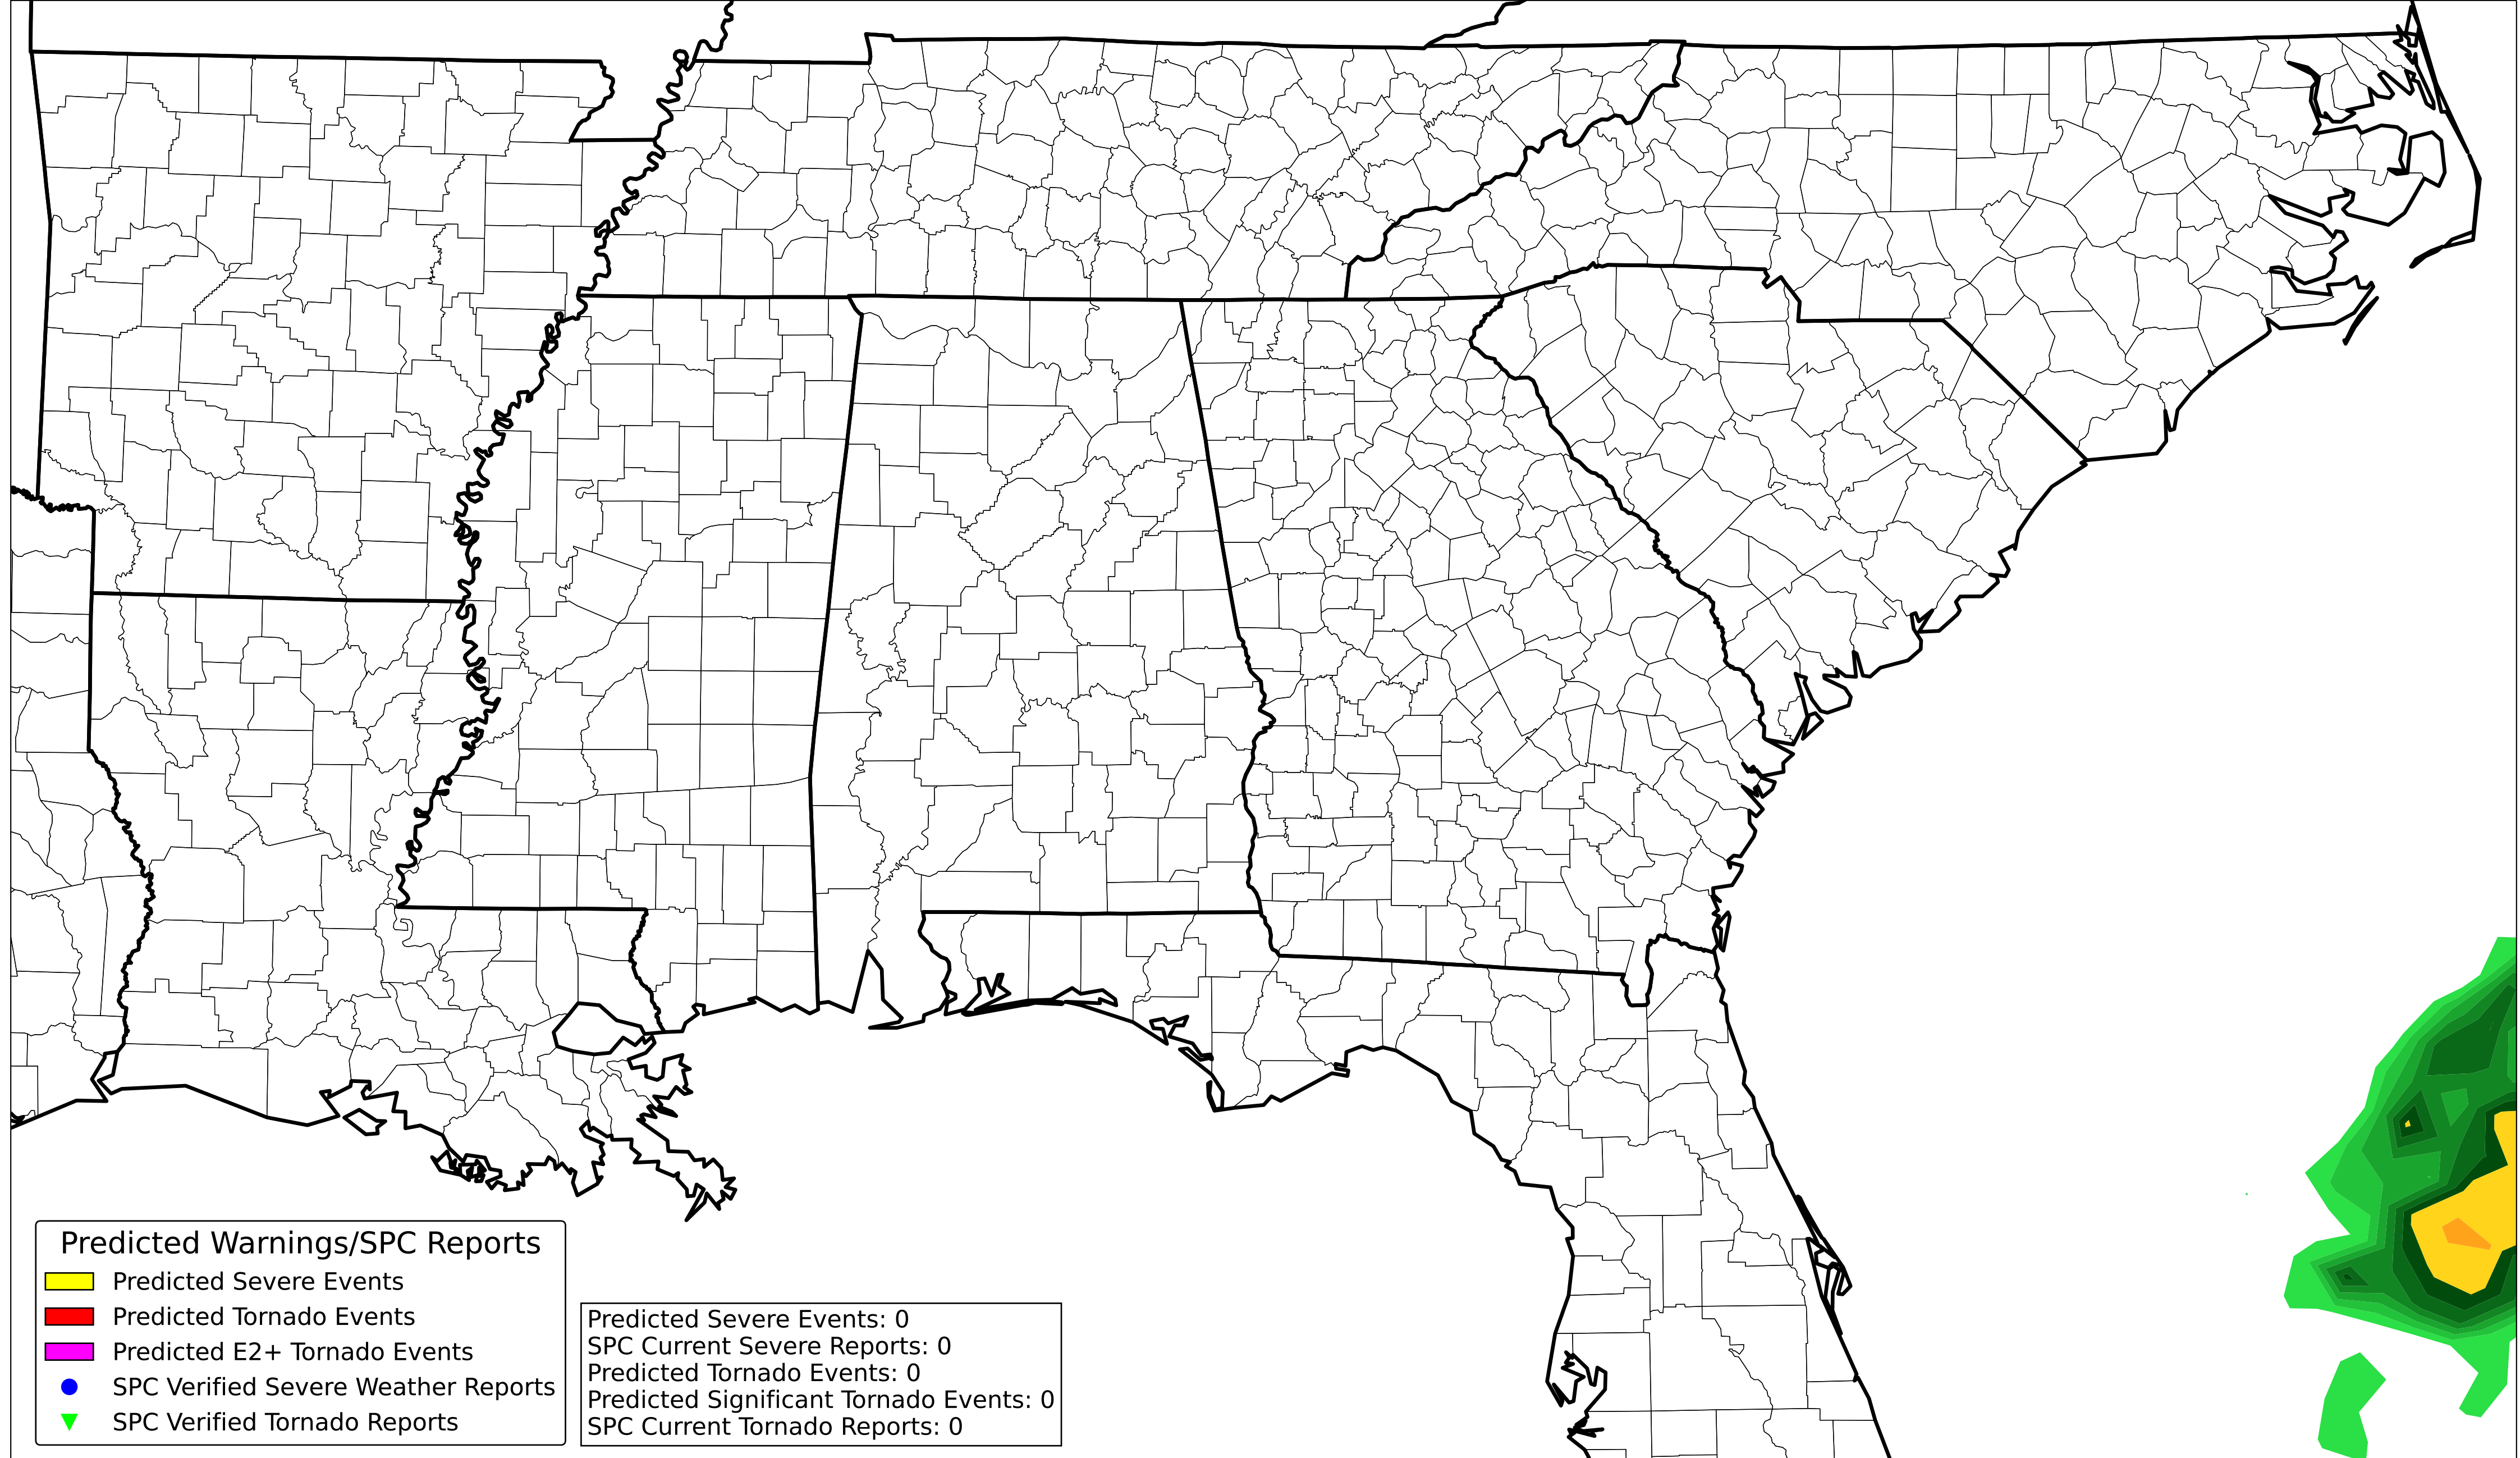 Predicted Warnings/SPC Reports
Predicted Severe Events
Predicted Tornado Events
Predicted E2+ Tornado Events
SPC Verified Severe Weather Reports
SPC Verified Tornado Reports
Predicted Severe Events: 0
SPC Current Severe Reports: 0
Predicted Tornado Events: 0
Predicted Significant Tornado Events: 0
SPC Current Tornado Reports: 0